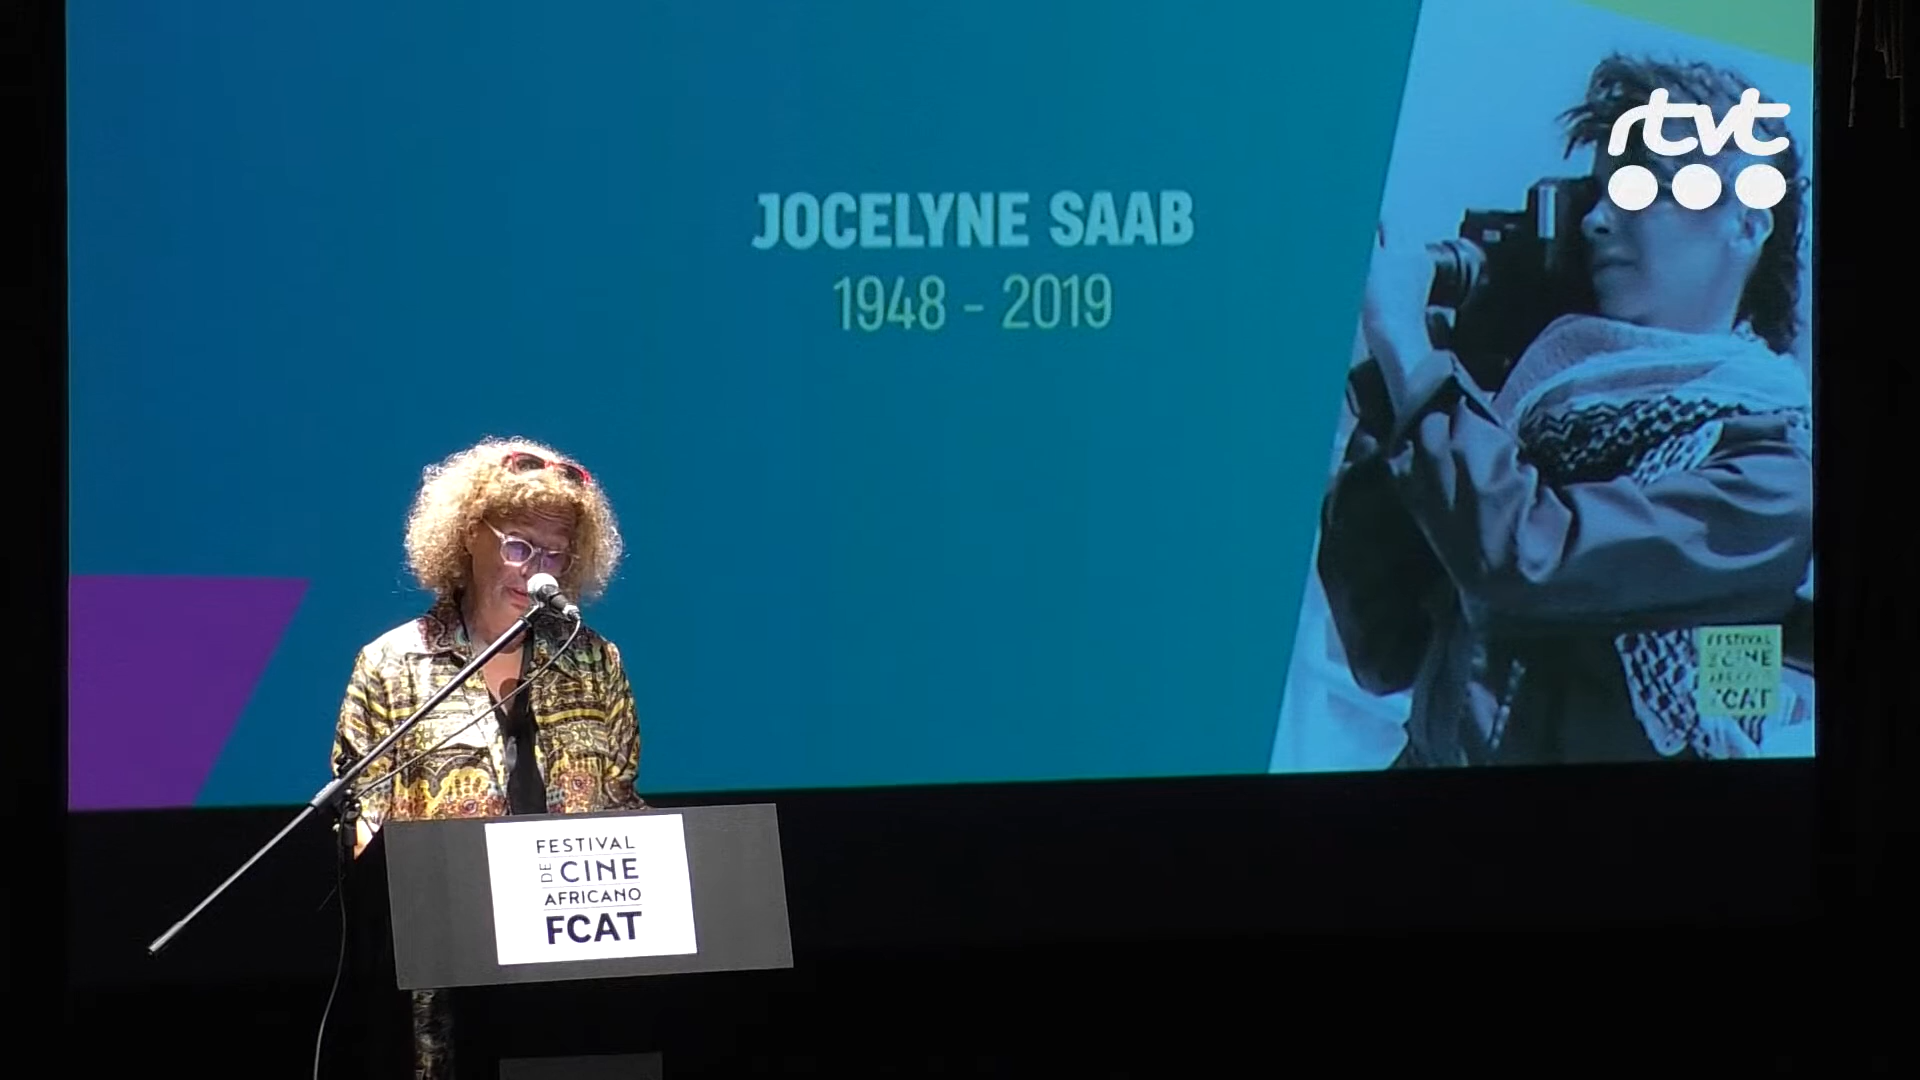 rtvt
JOCELYNE SAAB
1948 - 2019
FESTIVAL
DE CINE
AFRICANO
FCAT
FESTIVAL
DE CINE
AFRICANO
FCAT